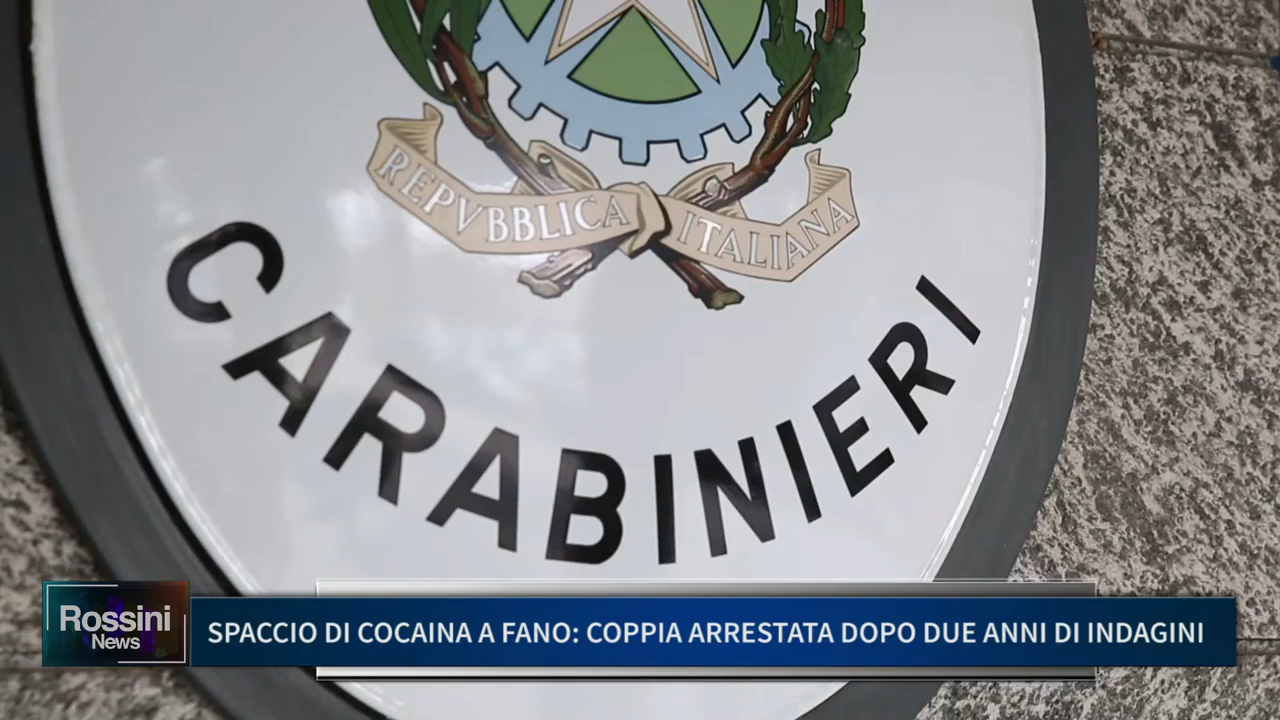 REPVBBLICA ITALIANA
CARABINIERI
Rossini
News
SPACCIO DI COCAINA A FANO: COPPIA ARRESTATA DOPO DUE ANNI DI INDAGINI